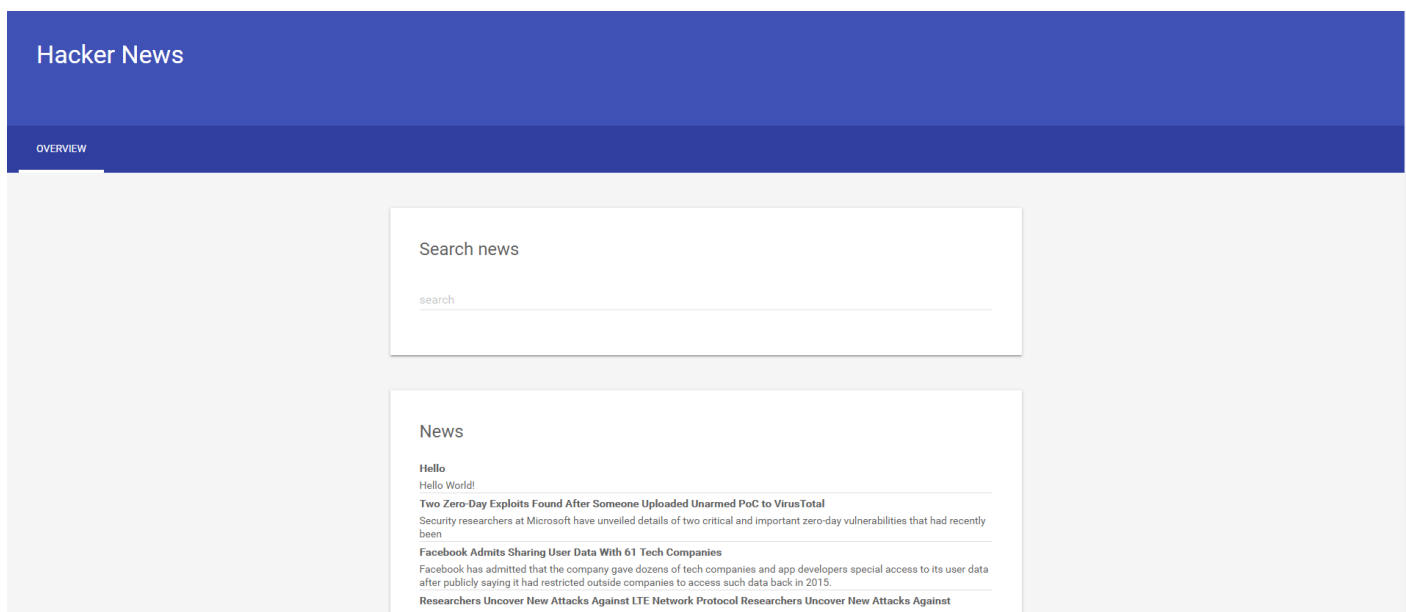 Hacker News
OVERVIEW
Search news
search
News
Hello
Hello World!
Two Zero-Day Exploits Found After Someone Uploaded Unarmed PoC to VirusTotal
Security researchers at Microsoft have unveiled details of two critical and important zero-day vulnerabilities that had recently
been
Facebook Admits Sharing User Data With 61 Tech Companies
Facebook has admitted that the company gave dozens of tech companies and app developers special access to its user data
after publicly saying it had restricted outside companies to access such data back in 2015.
Researchers Uncover New Attacks Against LTE Network Protocol Researchers Uncover New Attacks Against